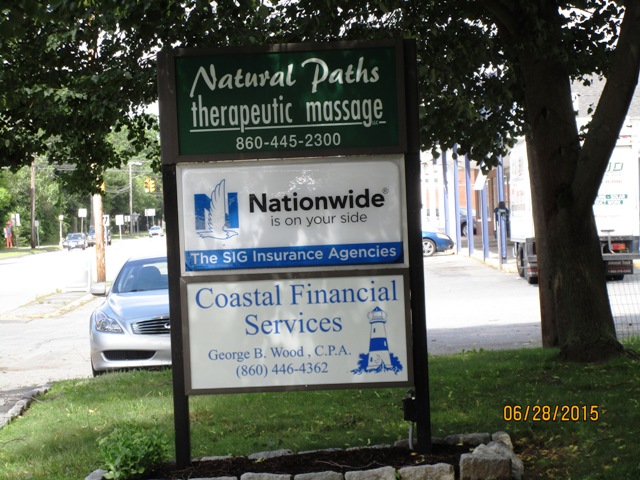 Natural Paths
therapeutic massage
860-445-2300
N
Nationwide®
is on your side
The SIG Insurance Agencies
Coastal Financial
Services
George B. Wood , C.P.A.
(860) 446-4362
06/28/2015